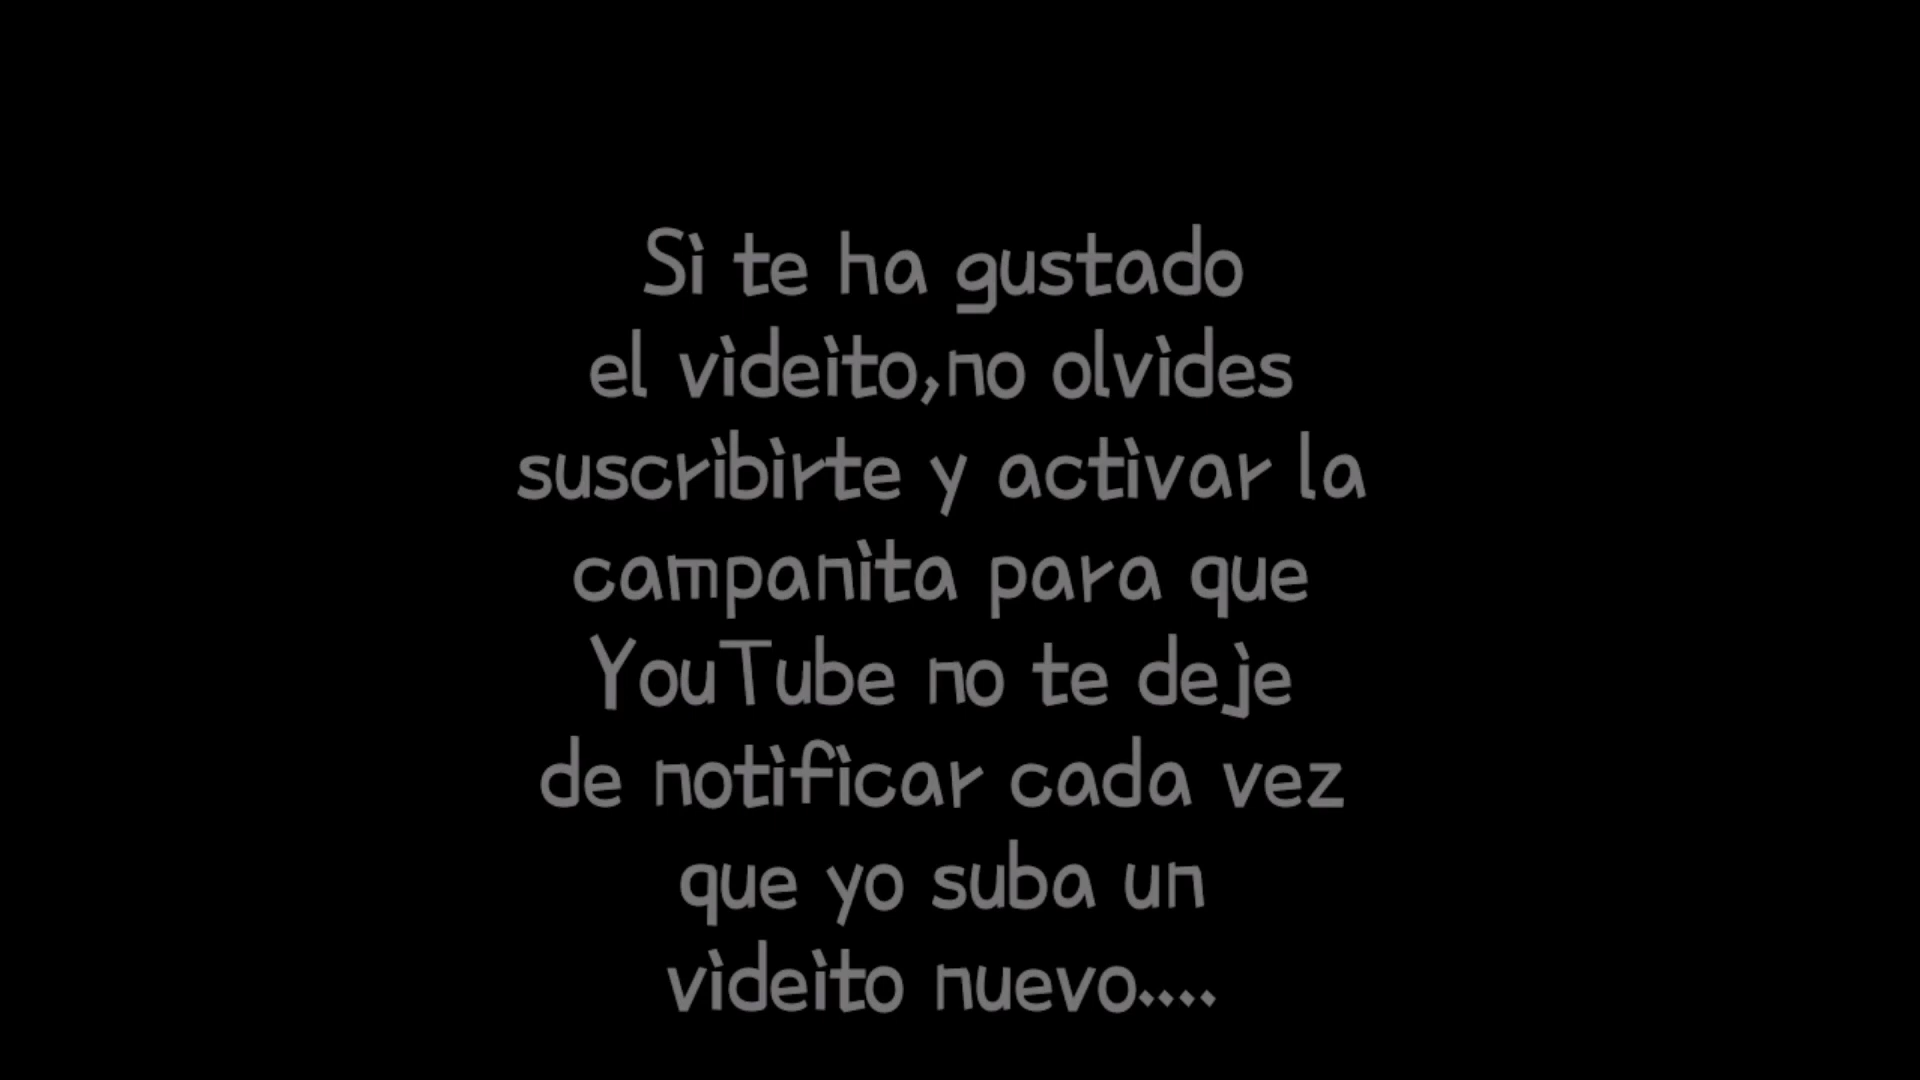 Si te ha gustado
el videito,no olvides
suscribirte y activar la
campanita para que
YouTube no te deje
de notificar cada vez
que yo suba un
videito nuevo....